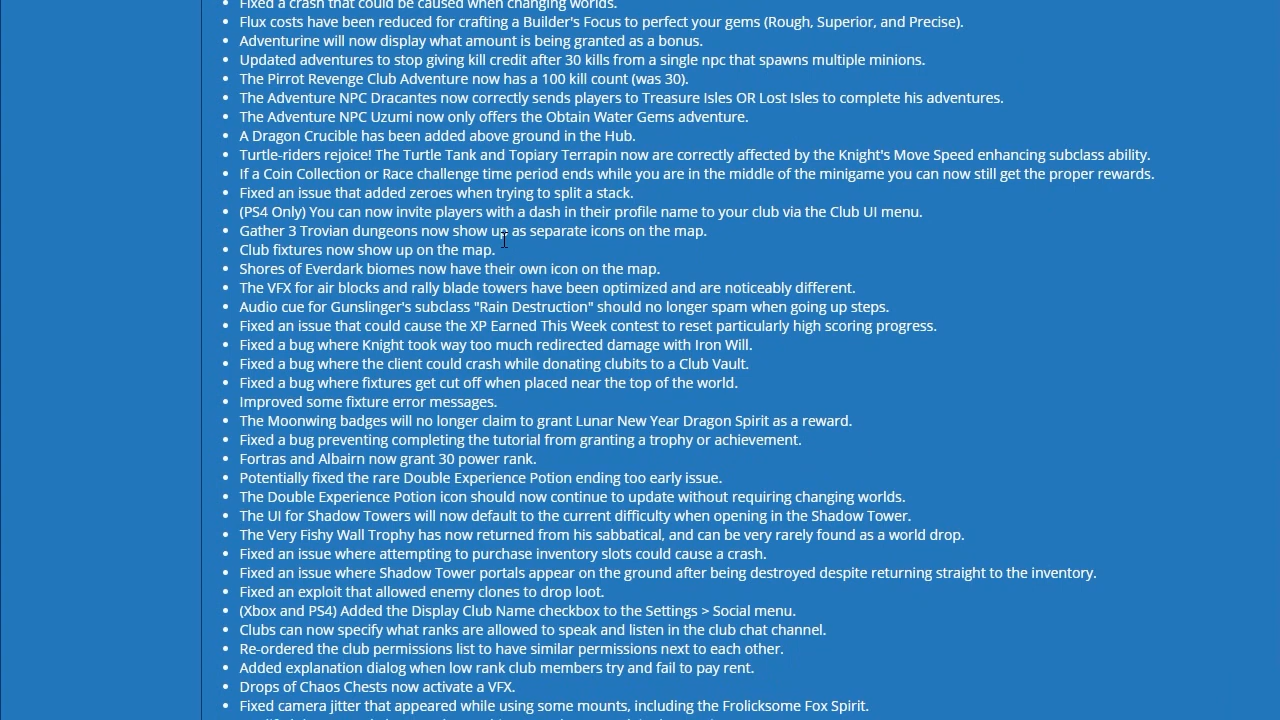 Fixed a crash that could be caused when changing worlds.
Flux costs have been reduced for crafting a Builder's Focus to perfect your gems (Rough, Superior, and Precise).
Adventurine will now display what amount is being granted as a bonus.
Updated adventures to stop giving kill credit after 30 kills from a single npc that spawns multiple minions.
The Pirrot Revenge Club Adventure now has a 100 kill count (was 30).
The Adventure NPC Dracantes now correctly sends players to Treasure Isles OR Lost Isles to complete his adventures.
The Adventure NPC Uzumi now only offers the Obtain Water Gems adventure.
A Dragon Crucible has been added above ground in the Hub.
Turtle-riders rejoice! The Turtle Tank and Topiary Terrapin now are correctly affected by the Knight's Move Speed enhancing subclass ability.
If a Coin Collection or Race challenge time period ends while you are in the middle of the minigame you can now still get the proper rewards.
Fixed an issue that added zeroes when trying to split a stack.
(PS4 Only) You can now invite players with a dash in their profile name to your club via the Club UI menu.
Gather 3 Trovian dungeons now show up as separate icons on the map.
Club fixtures now show up on the map.
Shores of Everdark biomes now have their own icon on the map.
The VFX for air blocks and rally blade towers have been optimized and are noticeably different.
Audio cue for Gunslinger's subclass "Rain Destruction" should no longer spam when going up steps.
Fixed an issue that could cause the XP Earned This Week contest to reset particularly high scoring progress.
Fixed a bug where Knight took way too much redirected damage with Iron Will.
Fixed a bug where the client could crash while donating clubits to a Club Vault.
Fixed a bug where fixtures get cut off when placed near the top of the world.
Improved some fixture error messages.
The Moonwing badges will no longer claim to grant Lunar New Year Dragon Spirit as a reward.
Fixed a bug preventing completing the tutorial from granting a trophy or achievement.
Fortras and Albairn now grant 30 power rank.
Potentially fixed the rare Double Experience Potion ending too early issue.
The Double Experience Potion icon should now continue to update without requiring changing worlds.
The UI for Shadow Towers will now default to the current difficulty when opening in the Shadow Tower.
The Very Fishy Wall Trophy has now returned from his sabbatical, and can be very rarely found as a world drop.
Fixed an issue where attempting to purchase inventory slots could cause a crash.
Fixed an issue where Shadow Tower portals appear on the ground after being destroyed despite returning straight to the inventory.
Fixed an exploit that allowed enemy clones to drop loot.
(Xbox and PS4) Added the Display Club Name checkbox to the Settings > Social menu.
Clubs can now specify what ranks are allowed to speak and listen in the club chat channel.
Re-ordered the club permissions list to have similar permissions next to each other.
Added explanation dialog when low rank club members try and fail to pay rent.
Drops of Chaos Chests now activate a VFX.
Fixed camera jitter that appeared while using some mounts, including the Frolicksome Fox Spirit.